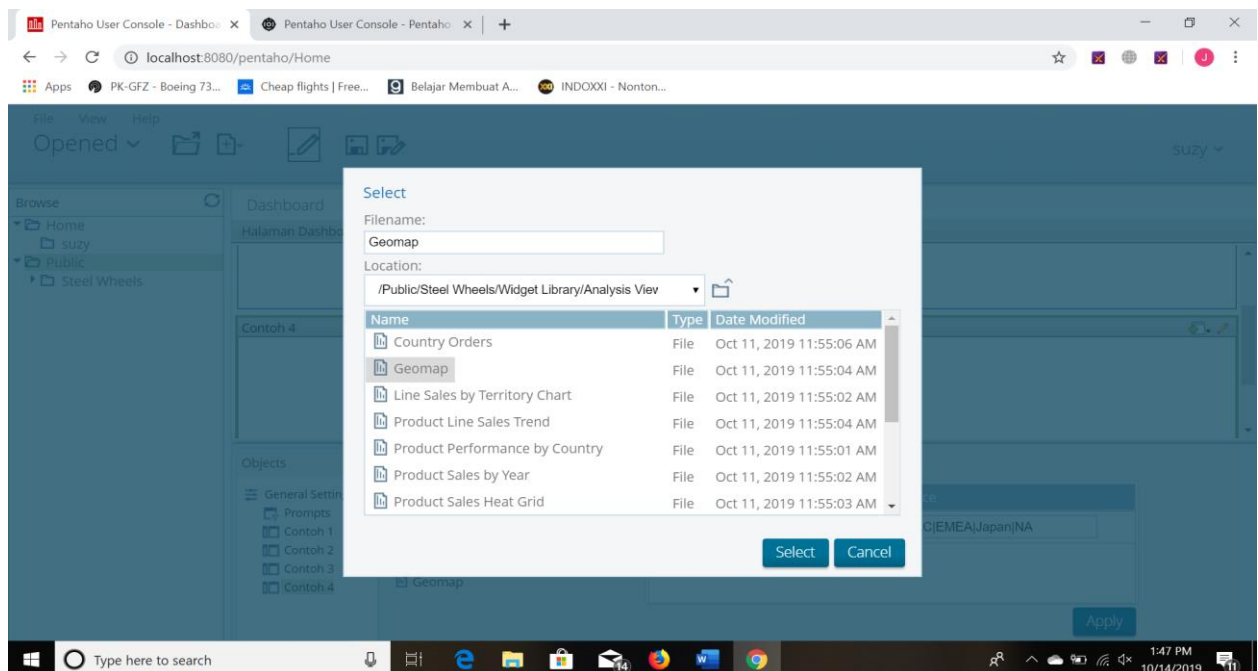 Pentaho User Console - Dashboa
Pentaho User Console - Pentaho
localhost:8080/pentaho/Home
Apps PK-GFZ - Boeing 73... Cheap flights | Free... Belajar Membuat A... INDOXXI - Nonton...
File View Help
Opened
suzy
Browse
Home
suzy
Public
Steel Wheels
Dashboard
Halaman Dashbo
Contoh 4
Select
Filename:
Geomap
Location:
/Public/Steel Wheels/Widget Library/Analysis View
Name Type Date Modified
Country Orders File Oct 11, 2019 11:55:06 AM
Geomap File Oct 11, 2019 11:55:04 AM
Line Sales by Territory Chart File Oct 11, 2019 11:55:02 AM
Product Line Sales Trend File Oct 11, 2019 11:55:04 AM
Product Performance by Country File Oct 11, 2019 11:55:01 AM
Product Sales by Year File Oct 11, 2019 11:55:02 AM
Product Sales Heat Grid File Oct 11, 2019 11:55:03 AM
Select Cancel
Objects
General Settin
Prompts
Contoh 1
Contoh 2
Contoh 3
Contoh 4
Geomap
C|EMEA|Japan|NA
Apply
Type here to search
14
1:47 PM
10/14/2019
11